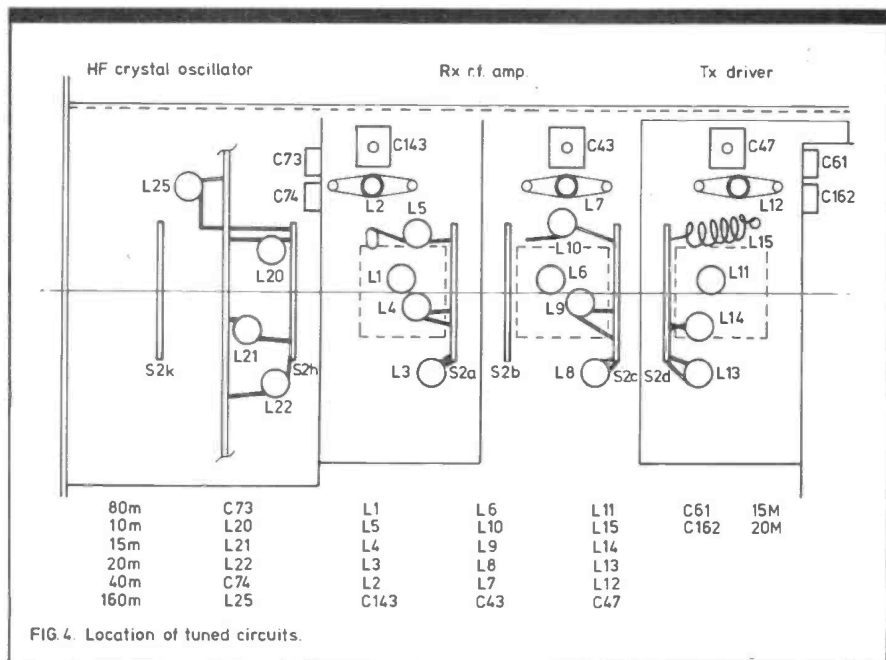 HF crystal oscillator Rx r.f. amp. Tx driver
C73 C143 C43 C47 C61
L25 C74 L2 L7 L12 C162
L5 L10 L15
L20 L1 L6 L11
L4 L9 L14
L21
S2k S2h L3 S2a S2b L8 S2c S2d L13
L22
80m C73 L1 L6 L11 C61 15M
10m L20 L5 L10 L15 C162 20M
15m L21 L4 L9 L14
20m L22 L3 L8 L13
40m C74 L2 L7 L12
160m L25 C143 C43 C47
FIG. 4. Location of tuned circuits.